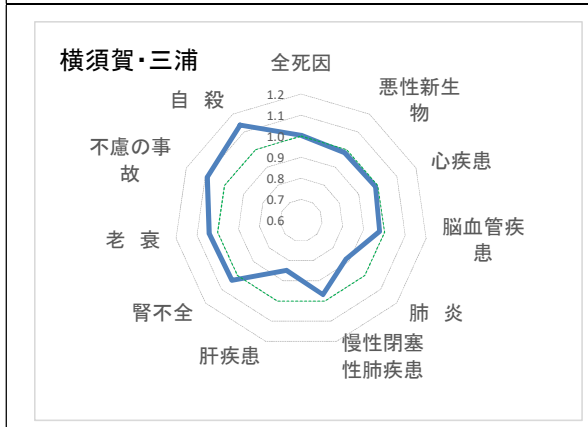 横須賀・三浦
全死因
悪性新生
物
心疾患
脳血管疾
患
肺 炎
慢性閉塞
性肺疾患
肝疾患
腎不全
老 衰
不慮の事
故
自 殺
1.2
1.1
1.0
0.9
0.8
0.7
0.6